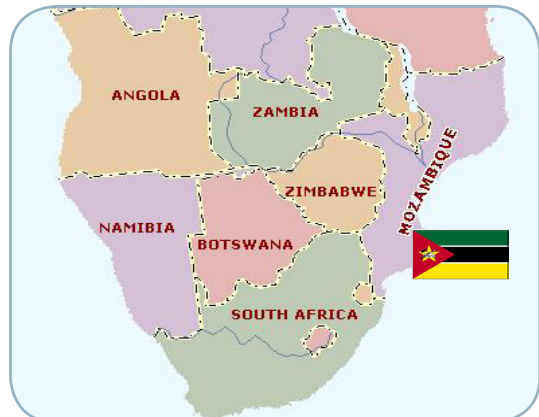 ANGOLA
ZAMBIA
MOZAMBIQUE
ZIMBABWE
NAMIBIA
BOTSWANA
SOUTH AFRICA